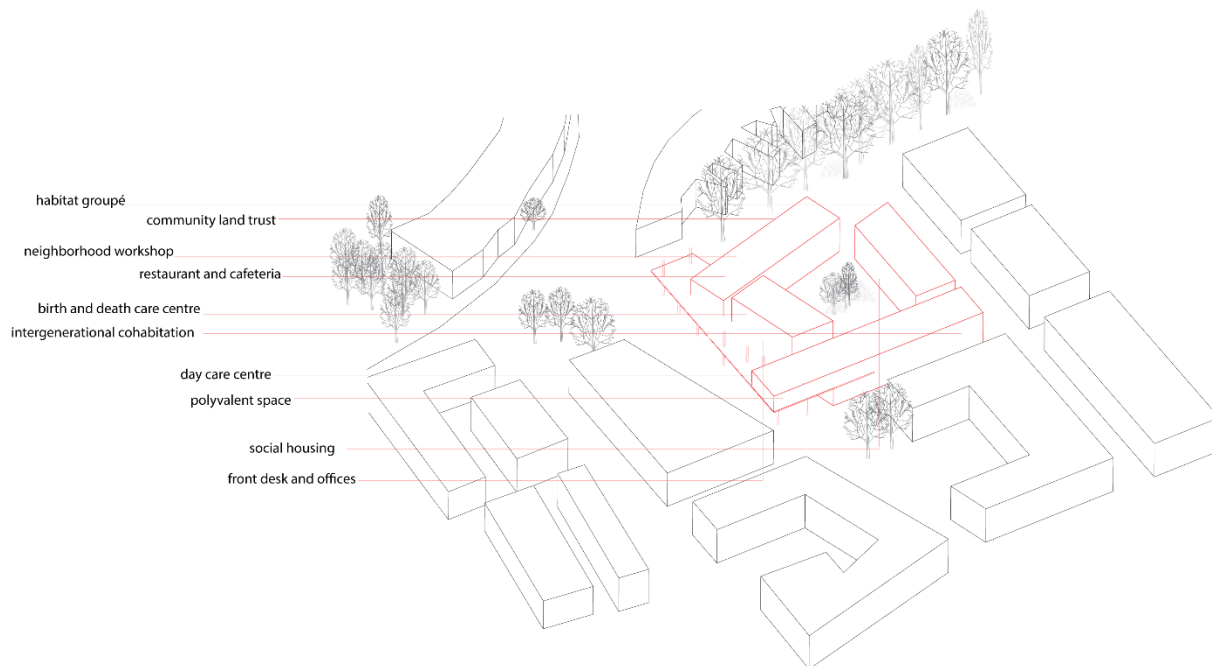 habitat groupé
community land trust
neighborhood workshop
restaurant and cafeteria
birth and death care centre
intergenerational cohabitation
day care centre
polyvalent space
social housing
front desk and offices